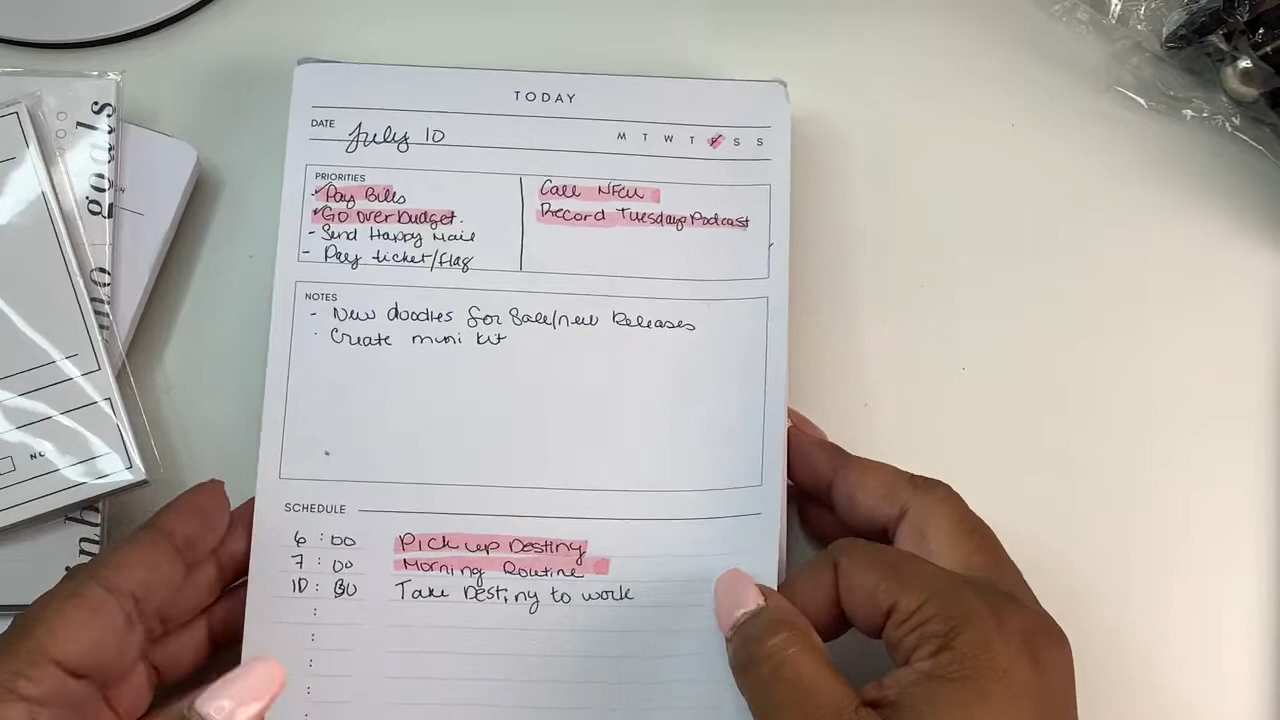 TODAY
DATE July 10 M T W T F S S
PRIORITIES
- Pay Bills
- Go over budget.
- Send Happy Mail
- Pay ticket/flag
Call NFCU
Record Tuesdays Podcast
NOTES
- New doodles for Sale/new Releases
- Create mini kit
SCHEDULE
6 : 00 Pick up Destiny
7 : 00 Morning Routine
10 : 30 Take Destiny to work
goals